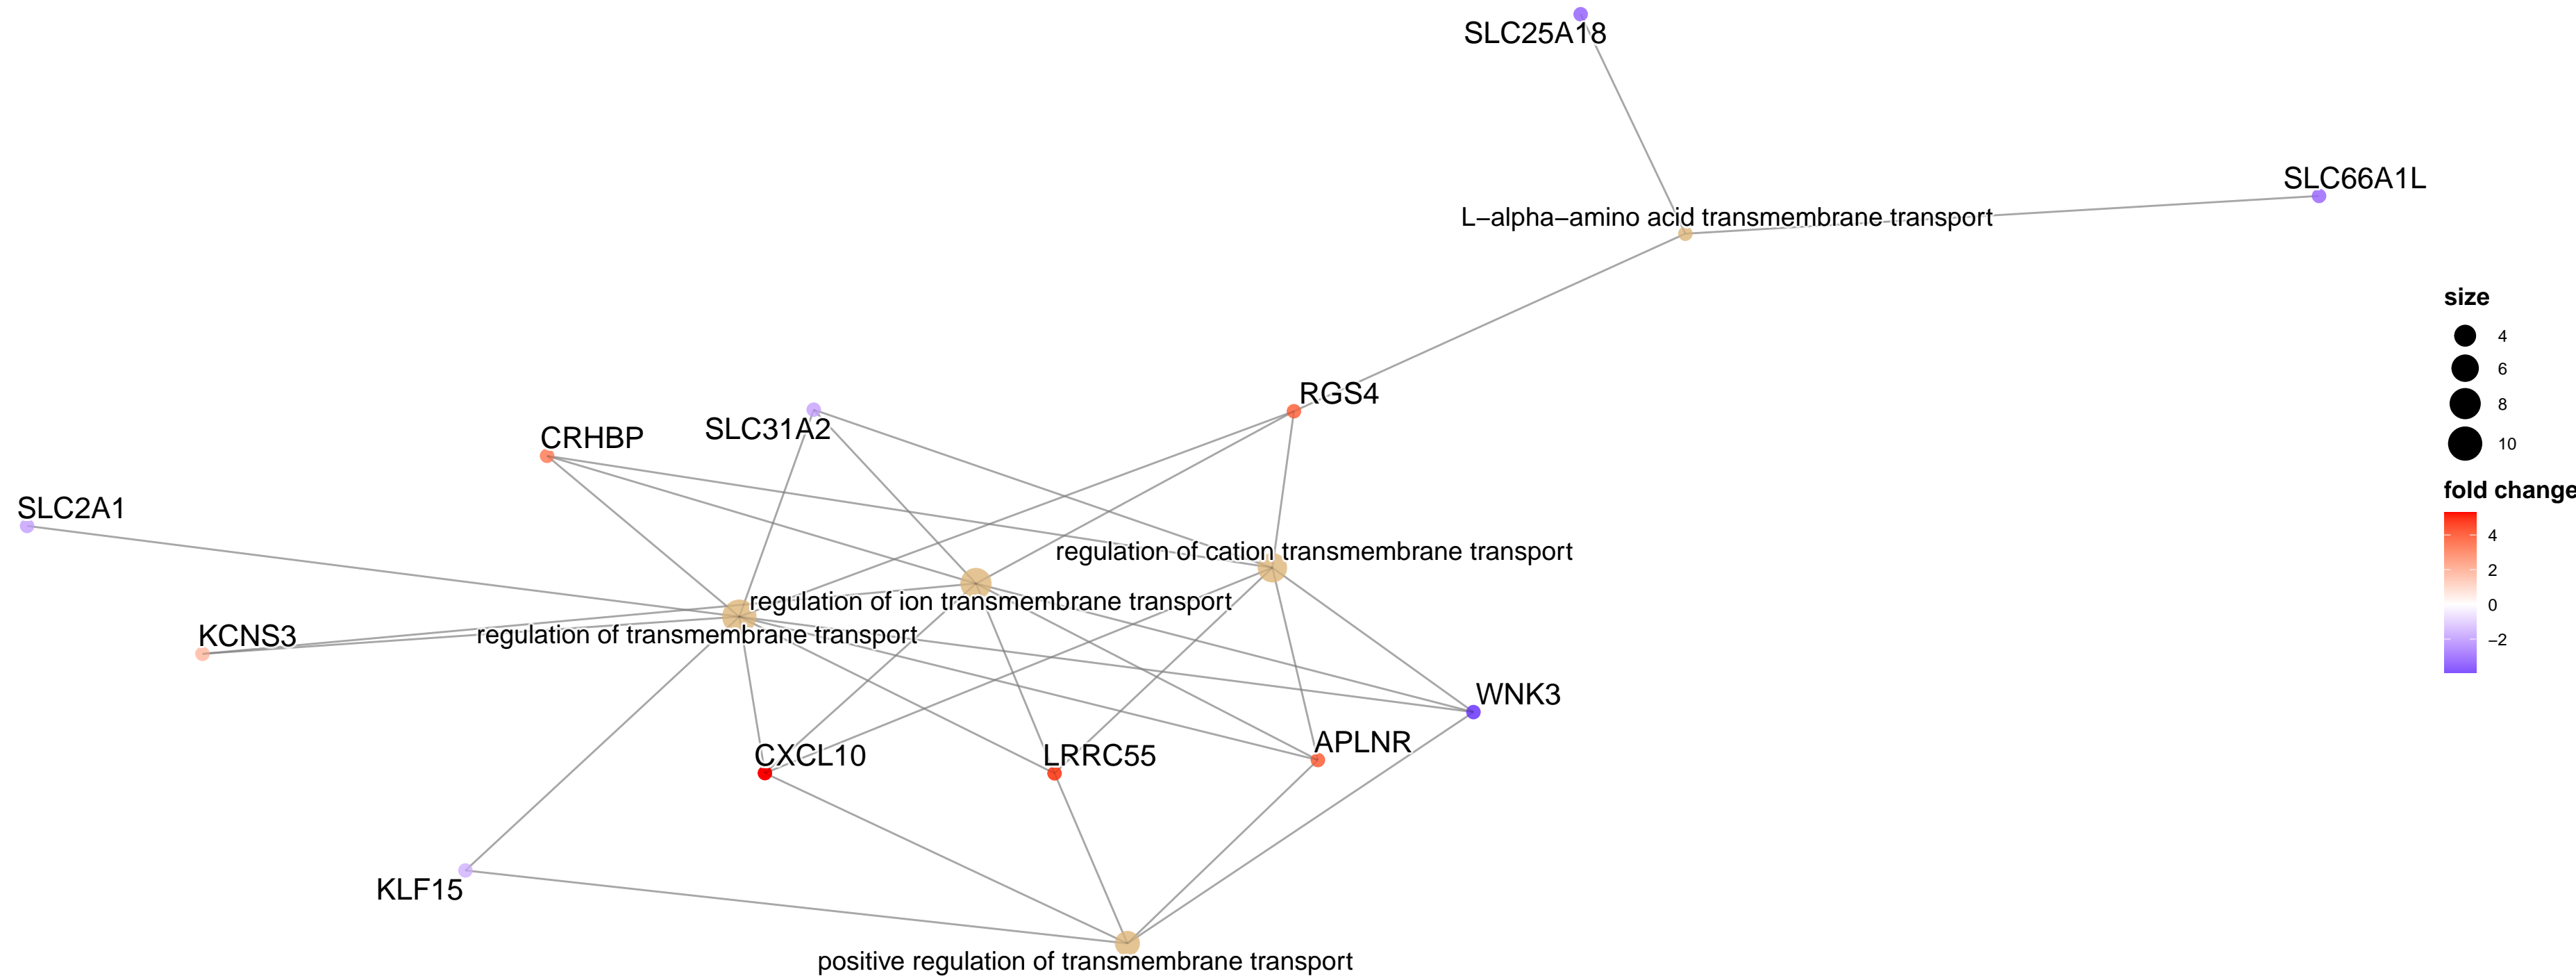 SLC25A18
SLC66A1L
L−alpha−amino acid transmembrane transport
size
4
6
8
10
RGS4
SLC31A2
CRHBP
SLC2A1
fold change
4
2
0
−2
regulation of cation transmembrane transport
regulation of ion transmembrane transport
regulation of transmembrane transport
KCNS3
WNK3
APLNR
CXCL10
LRRC55
KLF15
positive regulation of transmembrane transport